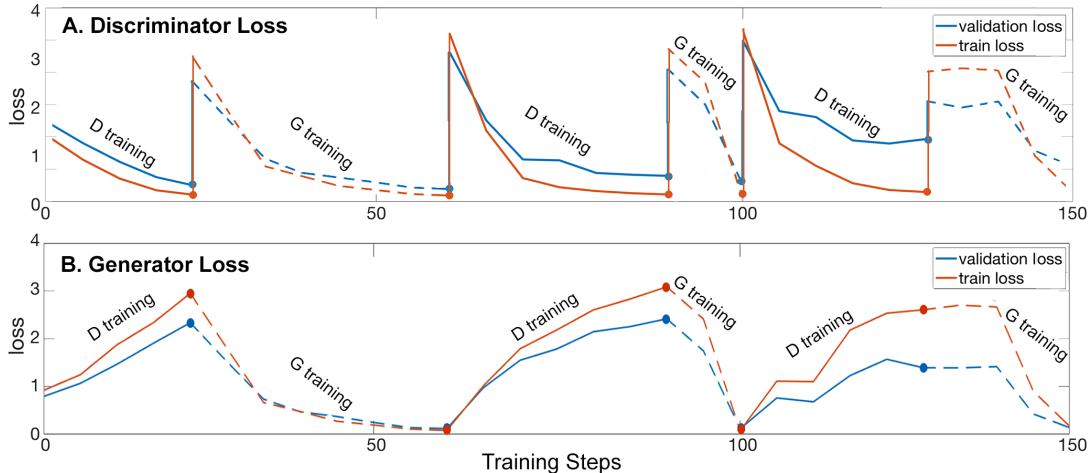 A. Discriminator Loss
validation loss
train loss
4
3
2
1
0
loss
D training
G training
D training
G training
D training
G training
0
50
100
150
B. Generator Loss
validation loss
train loss
4
3
2
1
0
loss
D training
G training
D training
G training
D training
G training
0
50
100
150
Training Steps